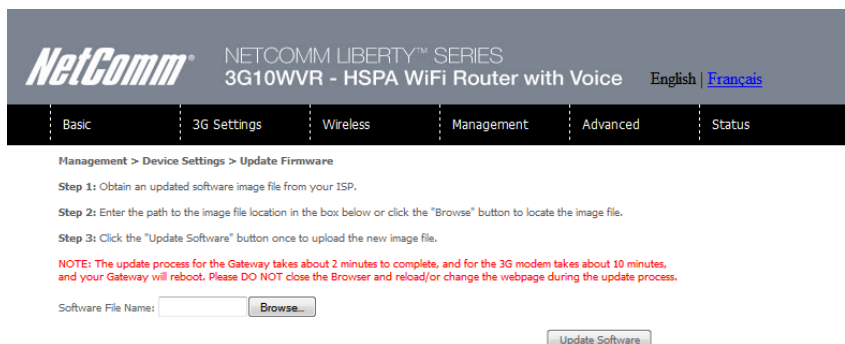 NetComm®
NETCOMM LIBERTY™ SERIES
3G10WVR - HSPA WiFi Router with Voice
English | Français
Basic 3G Settings Wireless Management Advanced Status
Management > Device Settings > Update Firmware
Step 1: Obtain an updated software image file from your ISP.
Step 2: Enter the path to the image file location in the box below or click the "Browse" button to locate the image file.
Step 3: Click the "Update Software" button once to upload the new image file.
NOTE: The update process for the Gateway takes about 2 minutes to complete, and for the 3G modem takes about 10 minutes,
and your Gateway will reboot. Please DO NOT close the Browser and reload/or change the webpage during the update process.
Software File Name: Browse...
Update Software